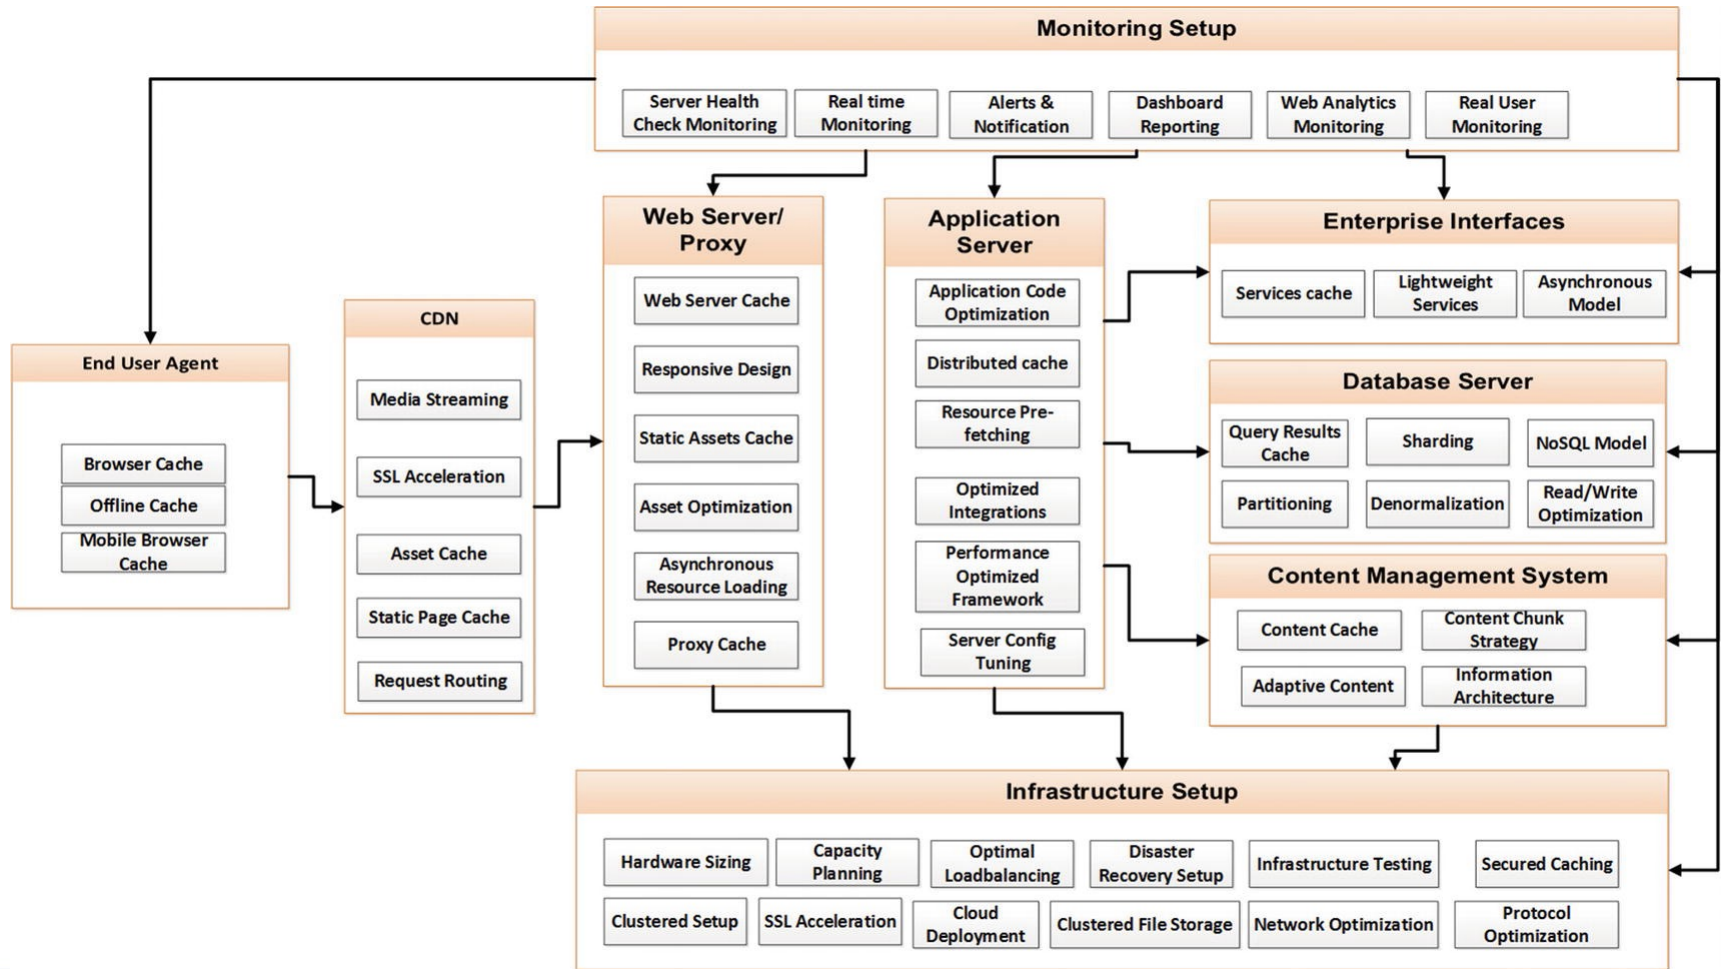 Monitoring Setup
Server Health
Check Monitoring
Real time
Monitoring
Alerts &
Notification
Dashboard
Reporting
Web Analytics
Monitoring
Real User
Monitoring
End User Agent
Browser Cache
Offline Cache
Mobile Browser
Cache
CDN
Media Streaming
SSL Acceleration
Asset Cache
Static Page Cache
Request Routing
Web Server/
Proxy
Web Server Cache
Responsive Design
Static Assets Cache
Asset Optimization
Asynchronous
Resource Loading
Proxy Cache
Application
Server
Application Code
Optimization
Distributed cache
Resource Pre-
fetching
Optimized
Integrations
Performance
Optimized
Framework
Server Config
Tuning
Enterprise Interfaces
Services cache
Lightweight
Services
Asynchronous
Model
Database Server
Query Results
Cache
Sharding
NoSQL Model
Partitioning
Denormalization
Read/Write
Optimization
Content Management System
Content Cache
Content Chunk
Strategy
Adaptive Content
Information
Architecture
Infrastructure Setup
Hardware Sizing
Capacity
Planning
Optimal
Loadbalancing
Disaster
Recovery Setup
Infrastructure Testing
Secured Caching
Clustered Setup
SSL Acceleration
Cloud
Deployment
Clustered File Storage
Network Optimization
Protocol
Optimization